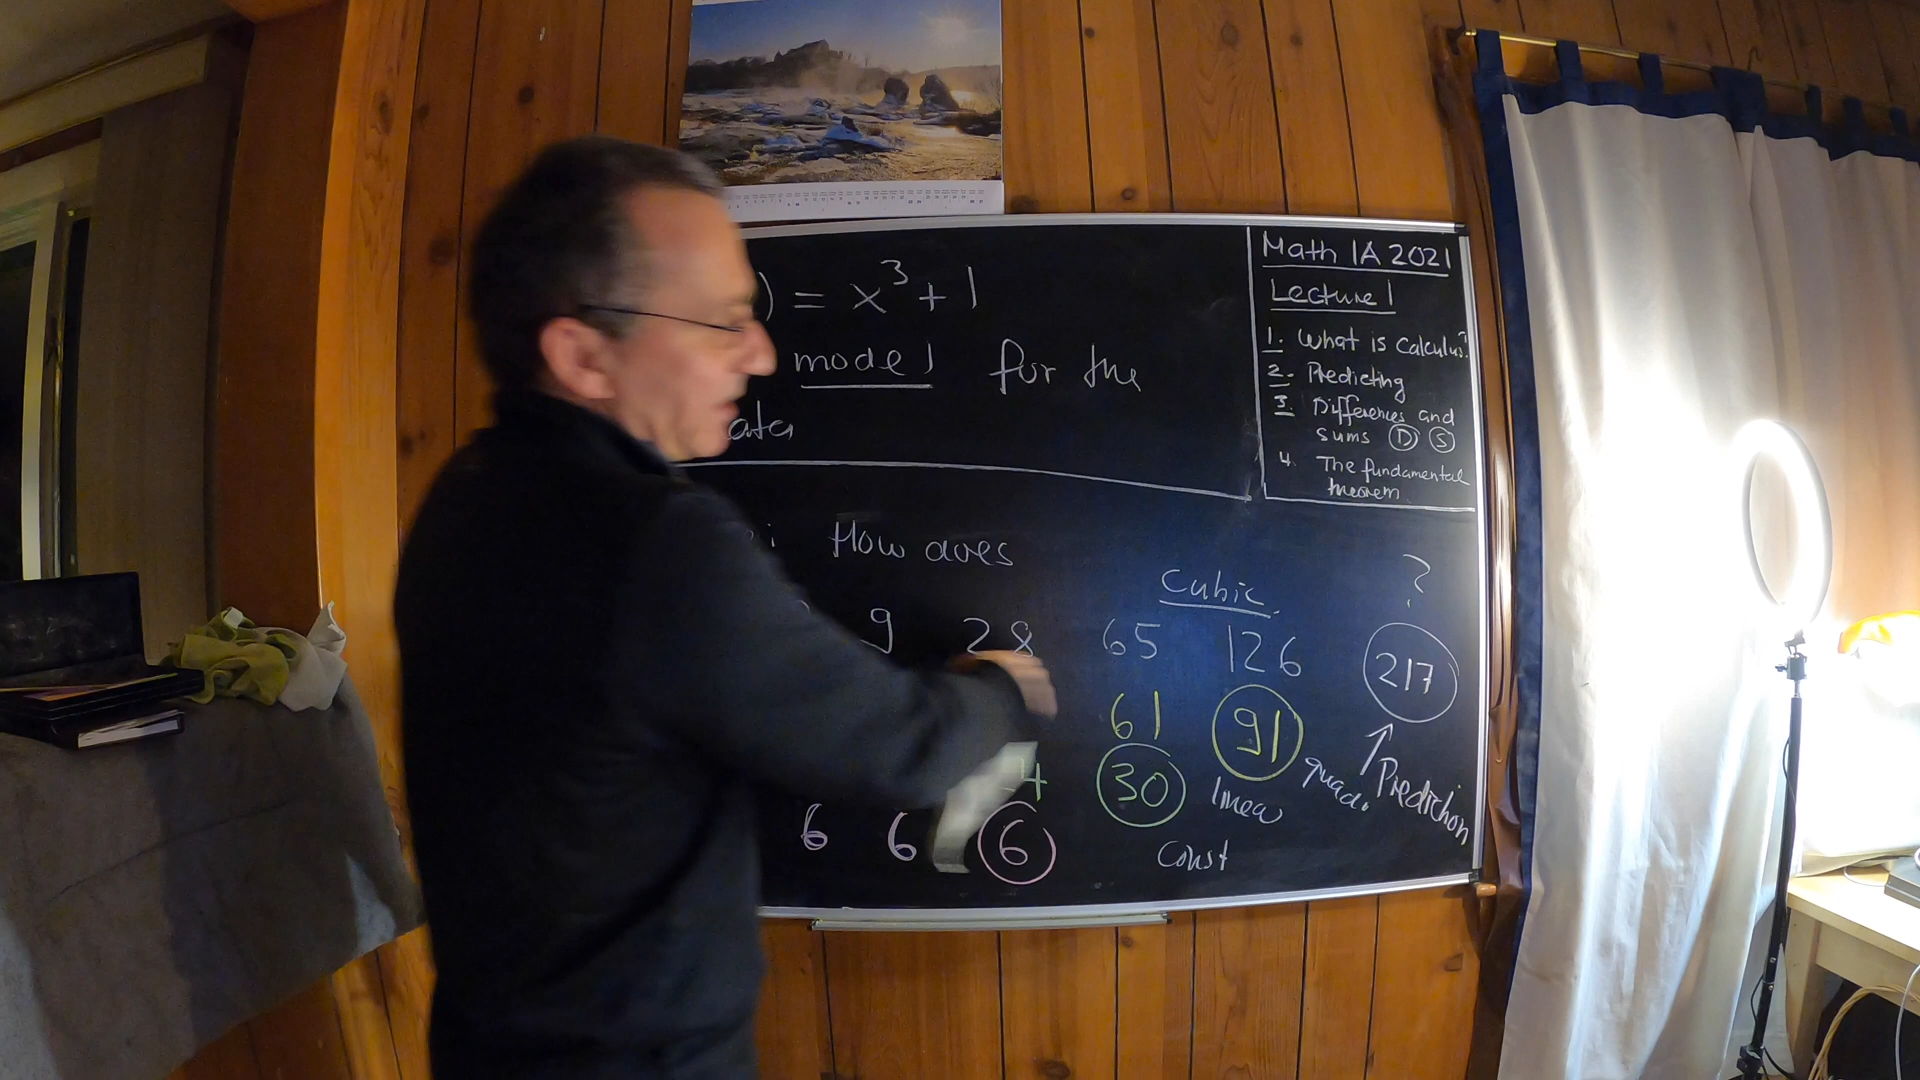 ) = x³ + 1
model for the
ata
Math 1A 2021
Lecture 1
1. What is Calculus?
2. Predicting
3. Differences and
sums D S
4. The fundamental
theorem
: How does
Cubic
?
9 28 65 126 217
61 91
4 30 linear quad. Prediction
6 6 6 Const